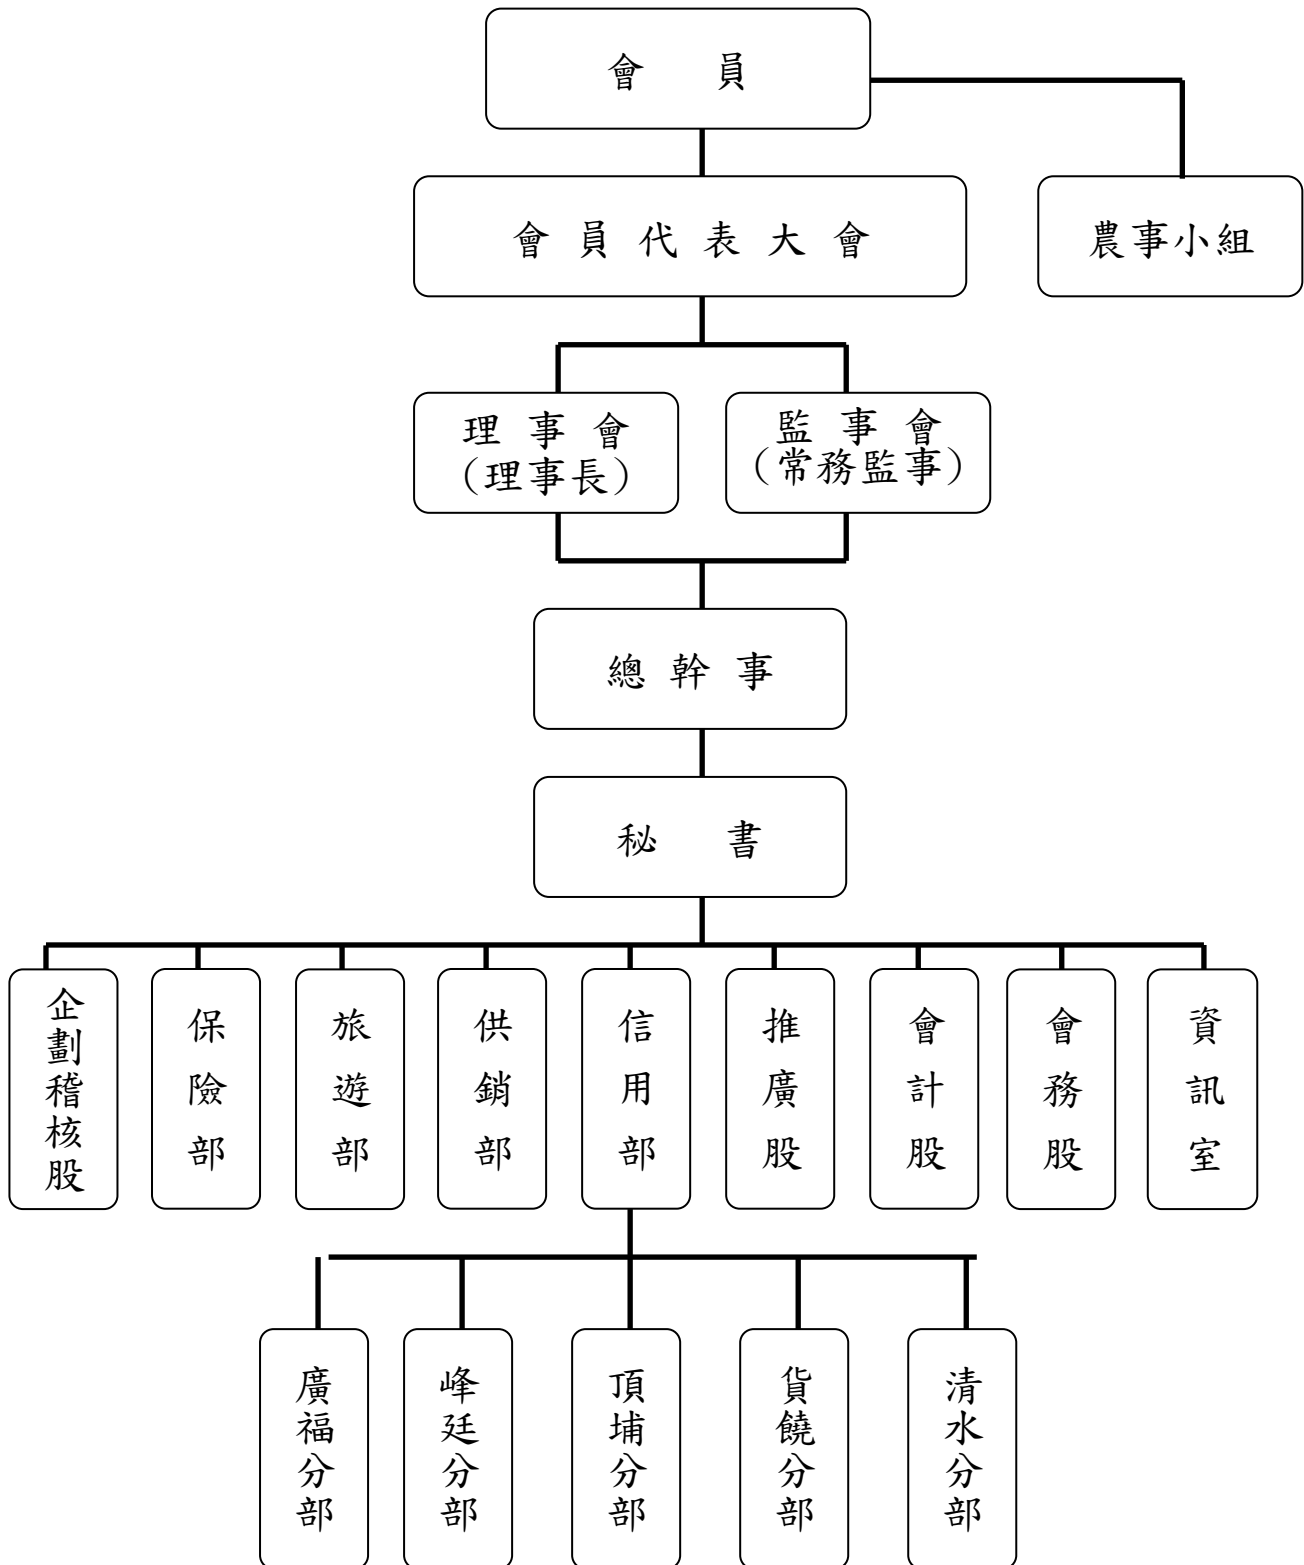 會 員
會員代表大會
農事小組
理事會
(理事長)
監事會
(常務監事)
總幹事
秘 書
企劃稽核股
保險部
旅遊部
供銷部
信用部
推廣股
會計股
會務股
資訊室
廣福分部
峰廷分部
頂埔分部
貨饒分部
清水分部